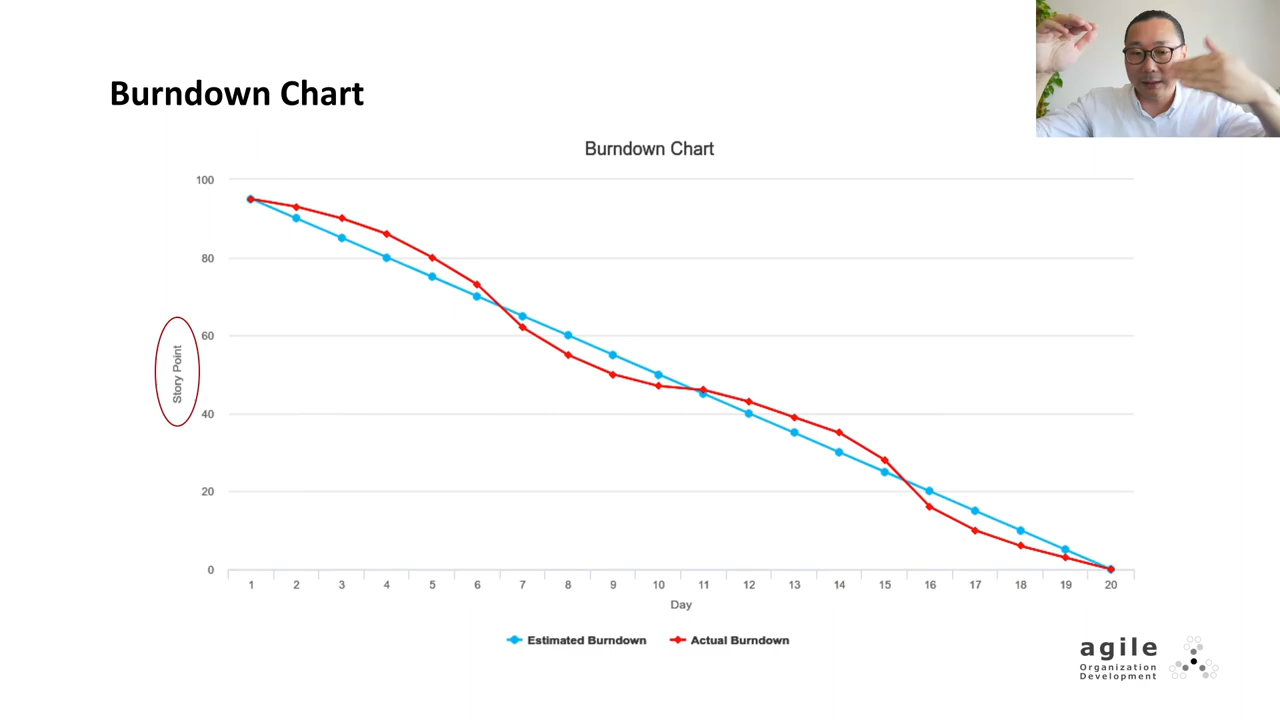 Burndown Chart
Burndown Chart
100
80
60
40
20
0
Story Point
1 2 3 4 5 6 7 8 9 10 11 12 13 14 15 16 17 18 19 20
Day
Estimated Burndown Actual Burndown
agile
Organization
Development